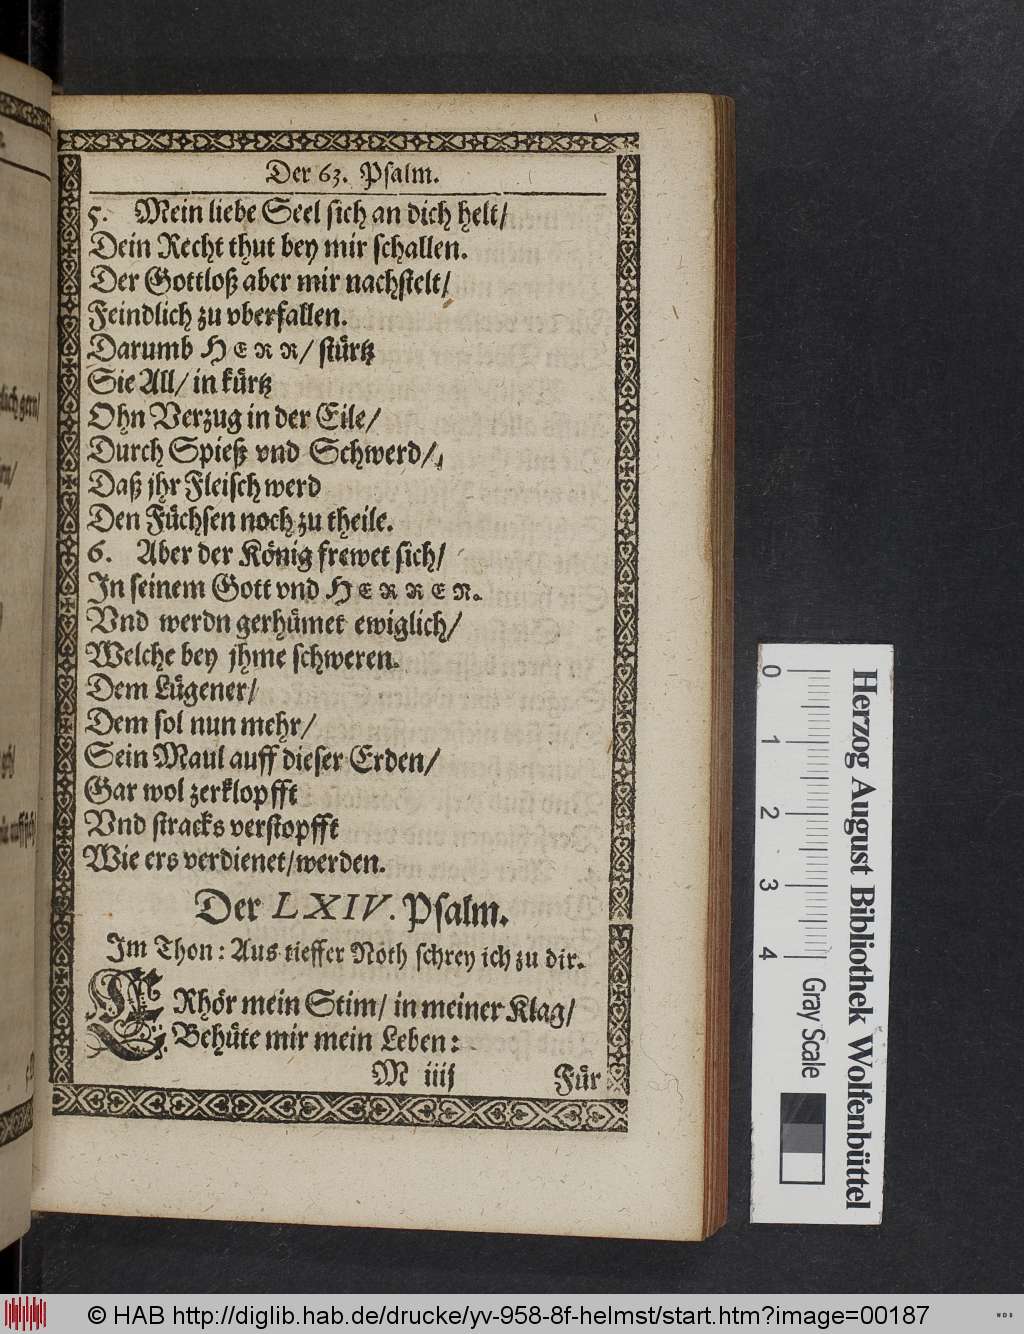 Der 63. Psalm.
5. Mein liebe Seel sich an dich helt/
Dein Recht thut bey mir schallen.
Der Gottloß aber mir nachstelt/
Feindlich zu vberfallen.
Darumb HERR/ stürtz
Sie All/ in kürtz
Ohn Verzug in der Eile/
Durch Spieß vnd Schwerd/
Daß jhr Fleisch werd
Den Füchsen noch zu theile.
6. Aber der König frewet sich/
In seinem Gott vnd HERREN.
Vnd werdn gerhümet ewiglich/
Welche bey jhme schweren.
Dem Lügener/
Dem sol nun mehr/
Sein Maul auff dieser Erden/
Gar wol zerklopfft
Vnd stracks verstopfft
Wie ers verdienet/werden.
Der LXIV. Psalm.
Im Thon: Aus tieffer Noth schrey ich zu dir.
ERhör mein Stim/ in meiner Klag/
Behüte mir mein Leben:
M iiij
Für
0 1 2 3 4
Gray Scale
Herzog August Bibliothek Wolfenbüttel
© HAB http://diglib.hab.de/drucke/yv-958-8f-helmst/start.htm?image=00187